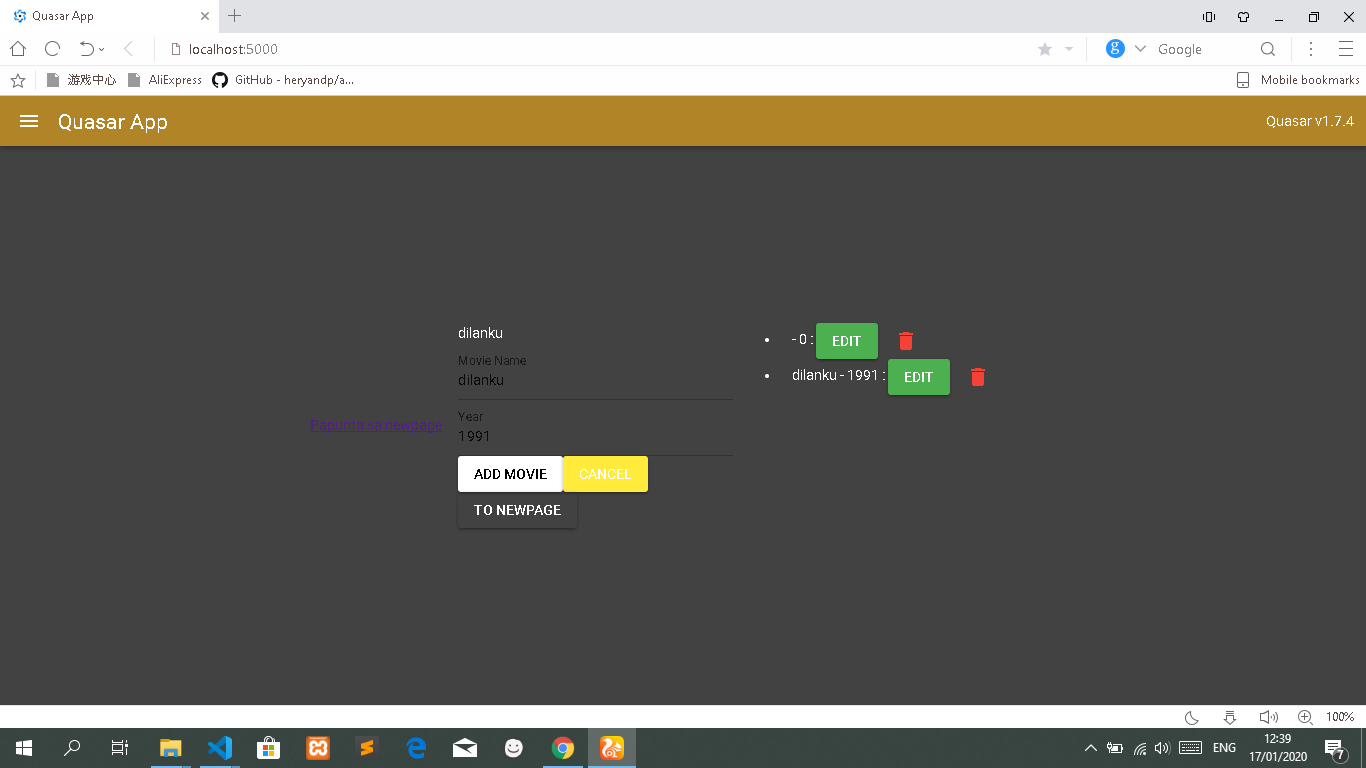 Quasar App
localhost:5000
Google
游戏中心
AliExpress
GitHub - heryandp/a...
Mobile bookmarks
Quasar App
Quasar v1.7.4
dilanku
Movie Name
dilanku
Papunta sa newpage
Year
1991
ADD MOVIE
CANCEL
TO NEWPAGE
- 0 :
EDIT
dilanku - 1991 :
EDIT
100%
ENG
12:39
17/01/2020
7